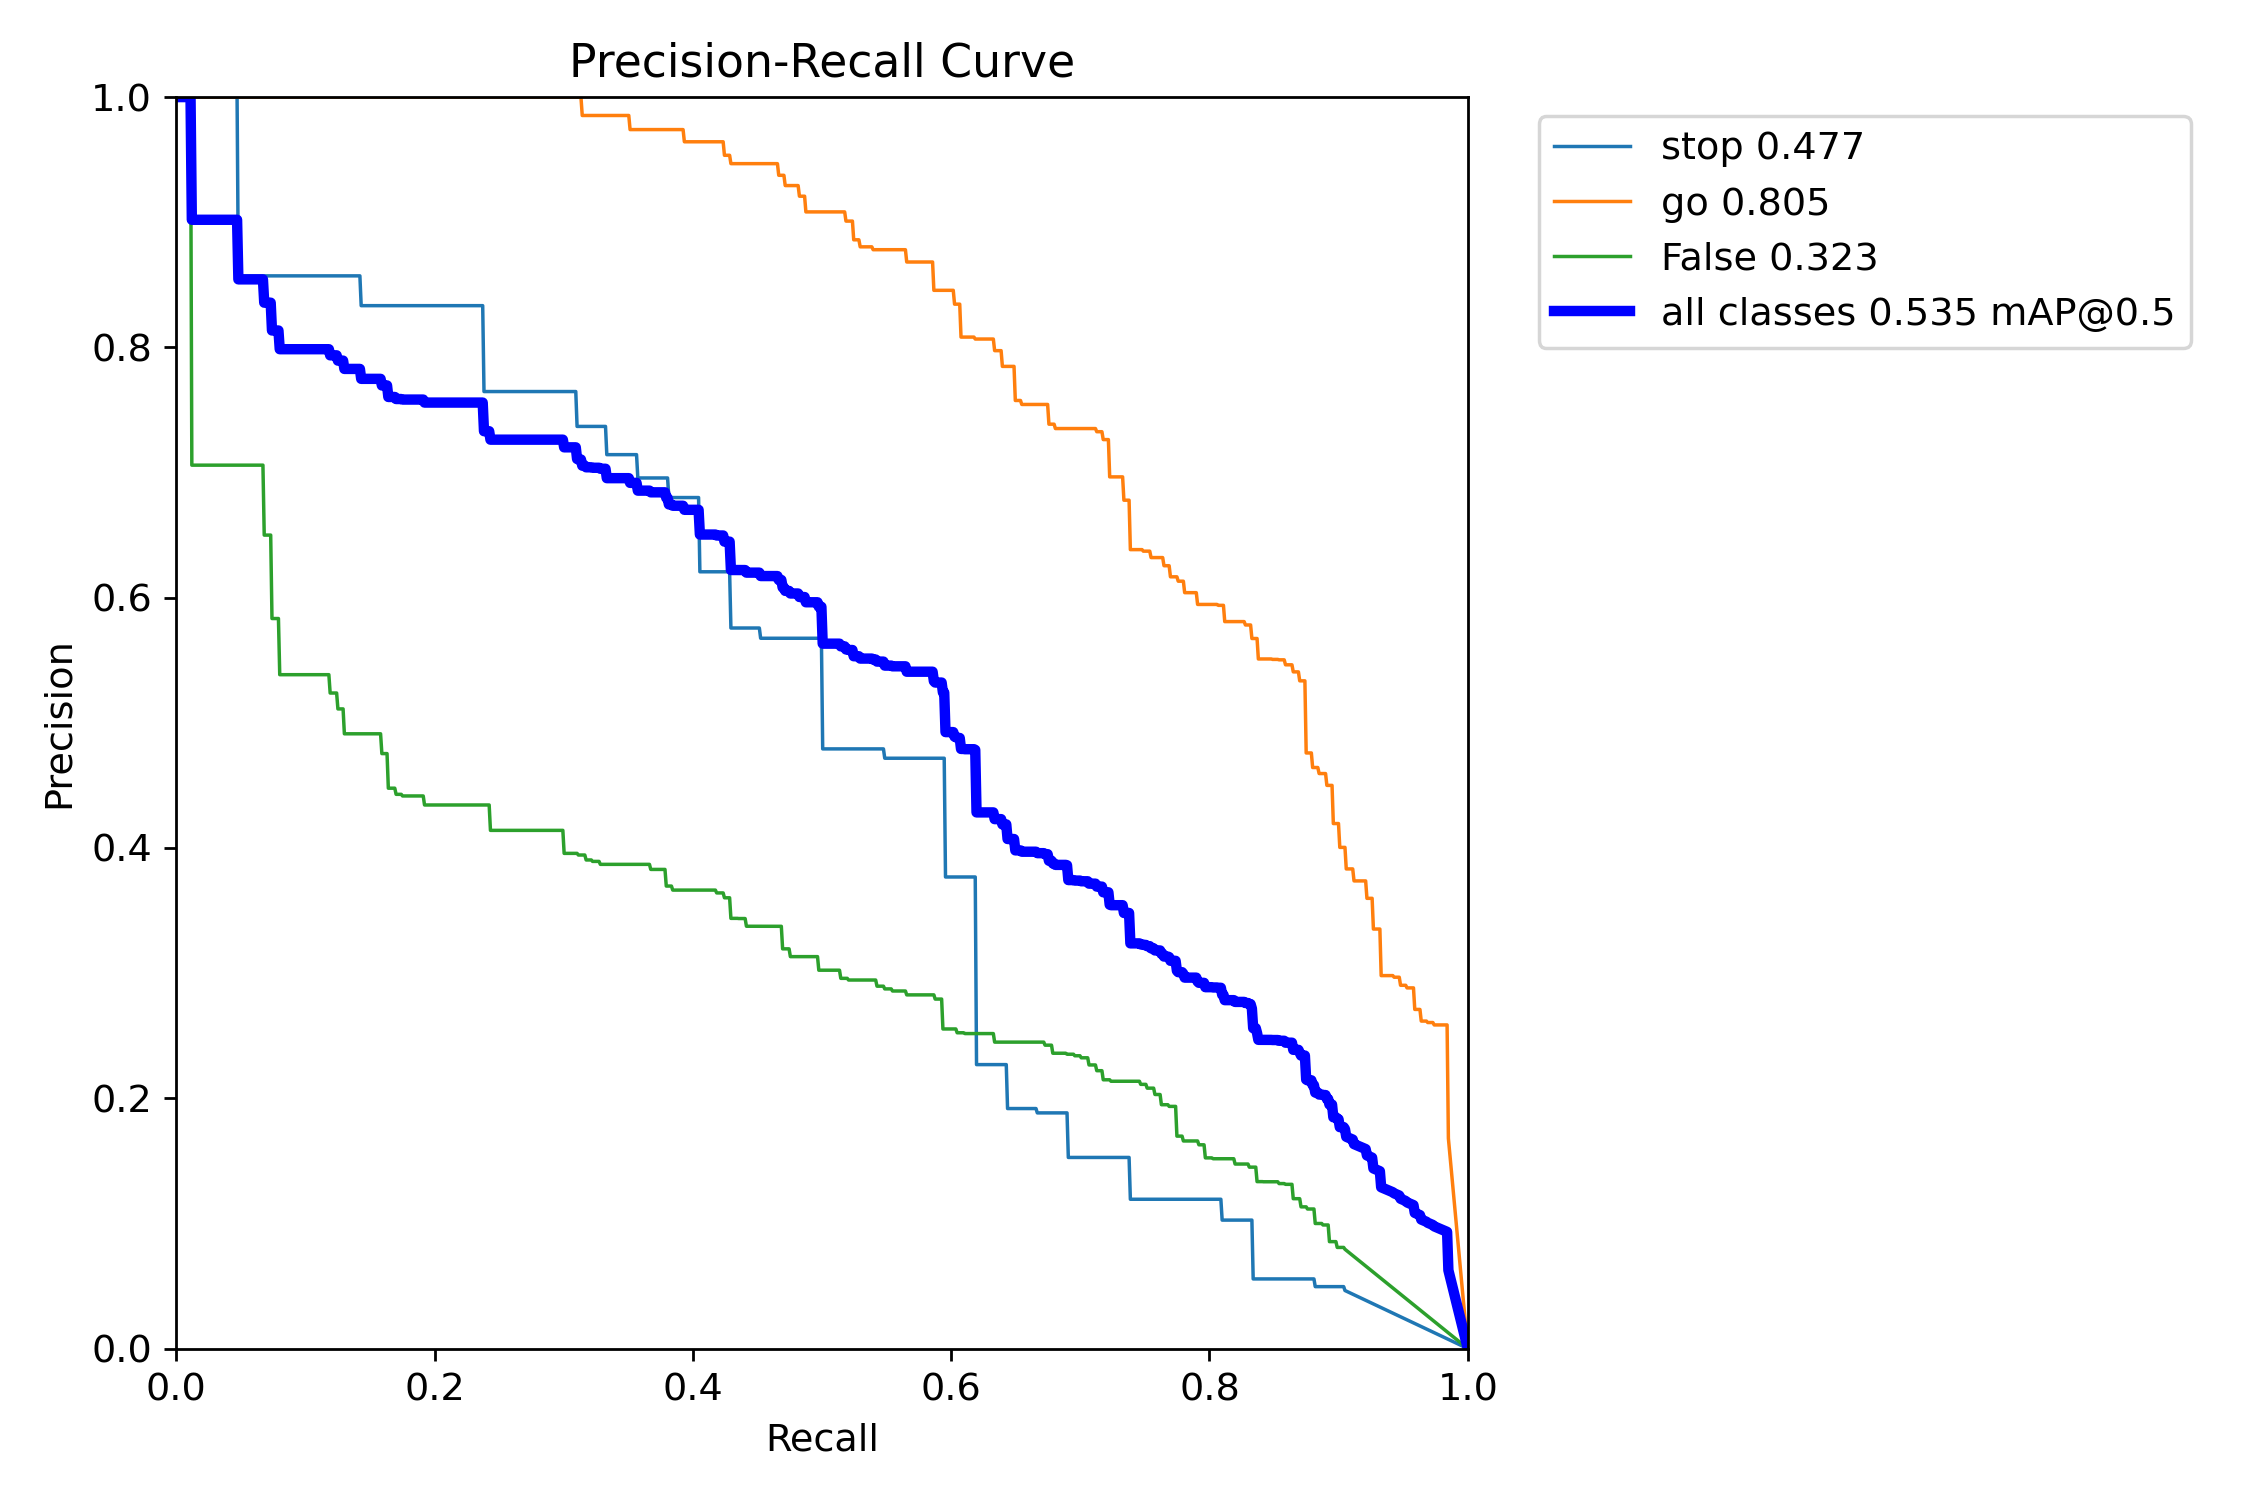 Precision-Recall Curve
stop 0.477
go 0.805
False 0.323
all classes 0.535 mAP@0.5
1.0
0.8
0.6
0.4
0.2
0.0
Precision
0.0 0.2 0.4 0.6 0.8 1.0
Recall